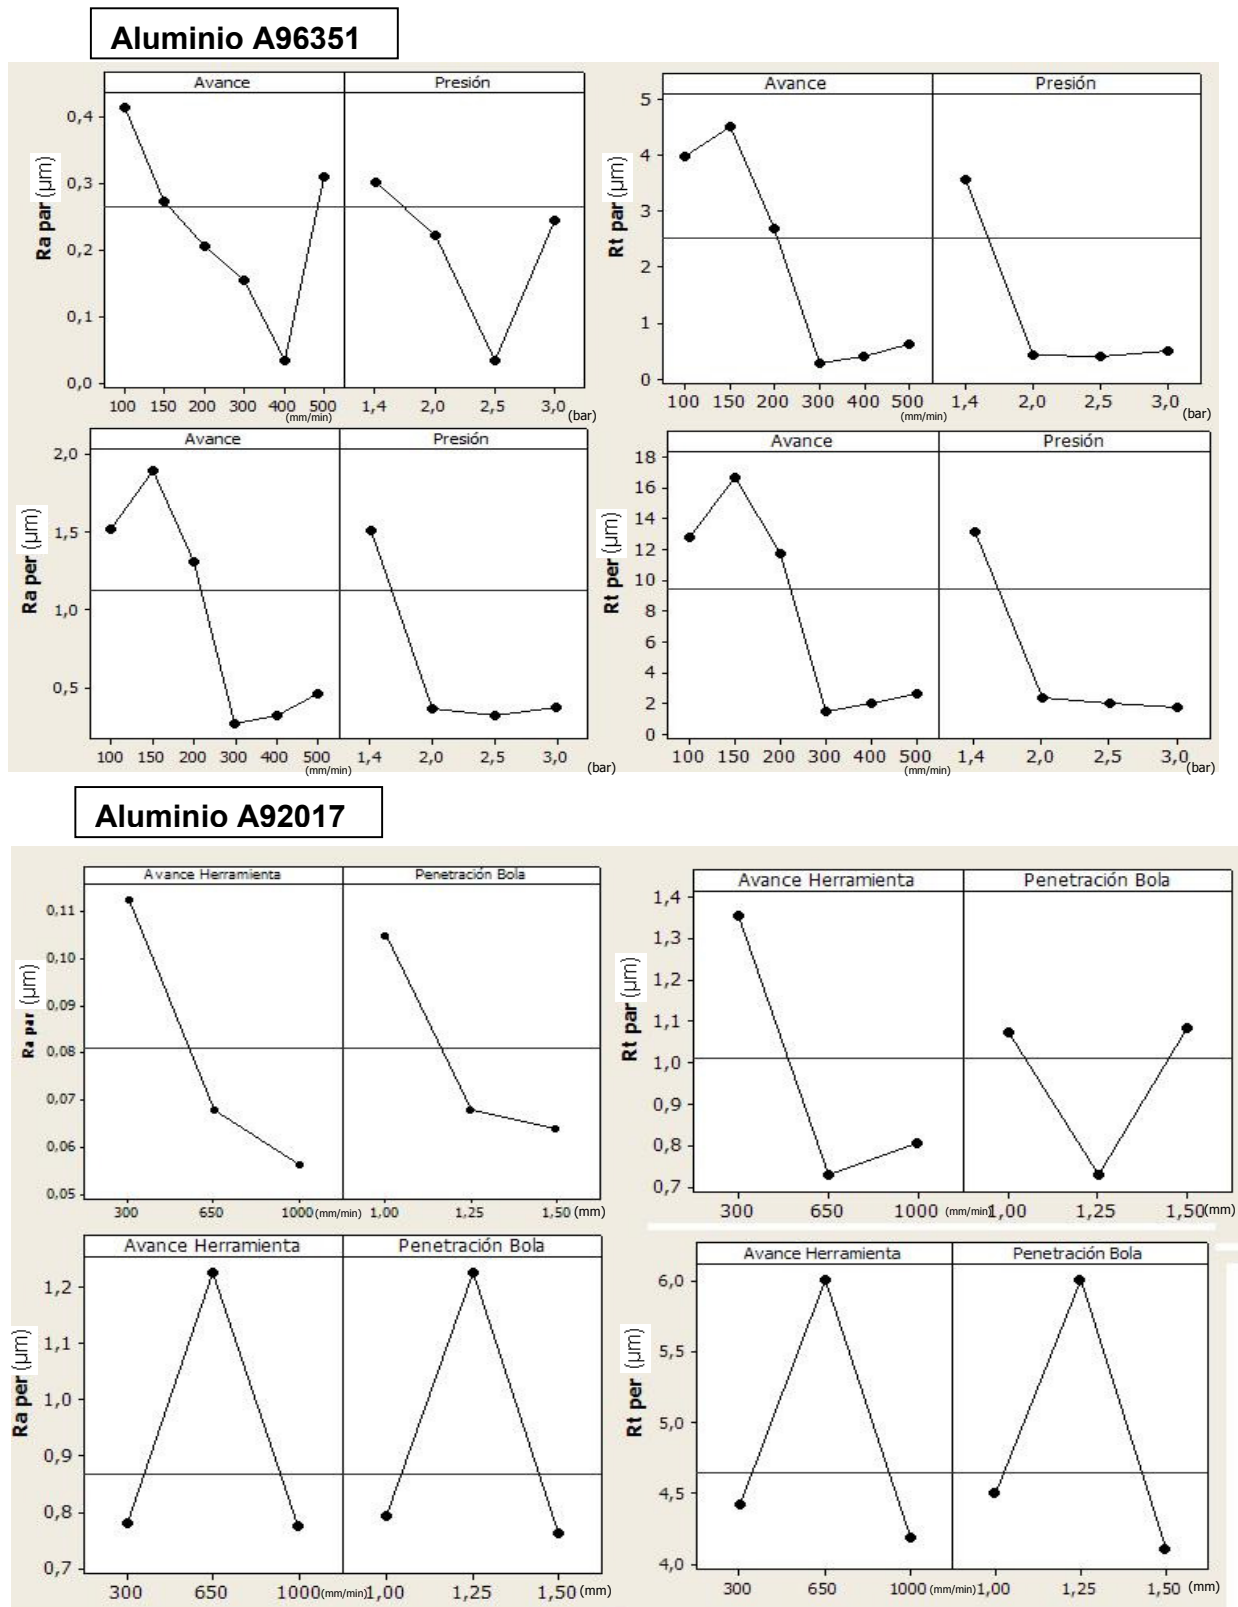 Aluminio A96351
Avance Presión
Ra par (μm)
0,4
0,3
0,2
0,1
0,0
100 150 200 300 400 500 1,4 2,0 2,5 3,0
(mm/min) (bar)
Avance Presión
Rt par (μm)
5
4
3
2
1
0
100 150 200 300 400 500 1,4 2,0 2,5 3,0
(mm/min) (bar)
Avance Presión
Ra per (μm)
2,0
1,5
1,0
0,5
100 150 200 300 400 500 1,4 2,0 2,5 3,0
(mm/min) (bar)
Avance Presión
Rt per (μm)
18
16
14
12
10
8
6
4
2
0
100 150 200 300 400 500 1,4 2,0 2,5 3,0
(mm/min) (bar)
Aluminio A92017
Avance Herramienta Penetración Bola
Ra par (μm)
0,11
0,10
0,09
0,08
0,07
0,06
0,05
300 650 1000 (mm/min) 1,00 1,25 1,50 (mm)
Avance Herramienta Penetración Bola
Rt par (μm)
1,4
1,3
1,2
1,1
1,0
0,9
0,8
0,7
300 650 1000 (mm/min) 1,00 1,25 1,50 (mm)
Avance Herramienta Penetración Bola
Ra per (μm)
1,2
1,1
1,0
0,9
0,8
0,7
300 650 1000 (mm/min) 1,00 1,25 1,50 (mm)
Avance Herramienta Penetración Bola
Rt per (μm)
6,0
5,5
5,0
4,5
4,0
300 650 1000 (mm/min) 1,00 1,25 1,50 (mm)